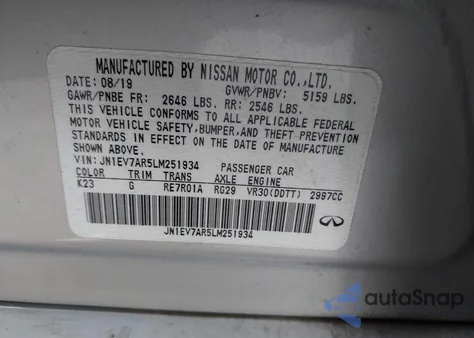 MANUFACTURED BY NISSAN MOTOR CO.,LTD.
DATE: 08/19 GVWR/PNBV: 5159 LBS.
GAWR/PNBE FR: 2646 LBS. RR: 2546 LBS.
THIS VEHICLE CONFORMS TO ALL APPLICABLE FEDERAL
MOTOR VEHICLE SAFETY,BUMPER,AND THEFT PREVENTION
STANDARDS IN EFFECT ON THE DATE OF MANUFACTURE
SHOWN ABOVE.
VIN:JN1EV7AR5LM251934 PASSENGER CAR
COLOR TRIM TRANS AXLE ENGINE
K23 G RE7R01A RG29 VR30(DDTT) 2997CC
JN1EV7AR5LM251934
autoSnap